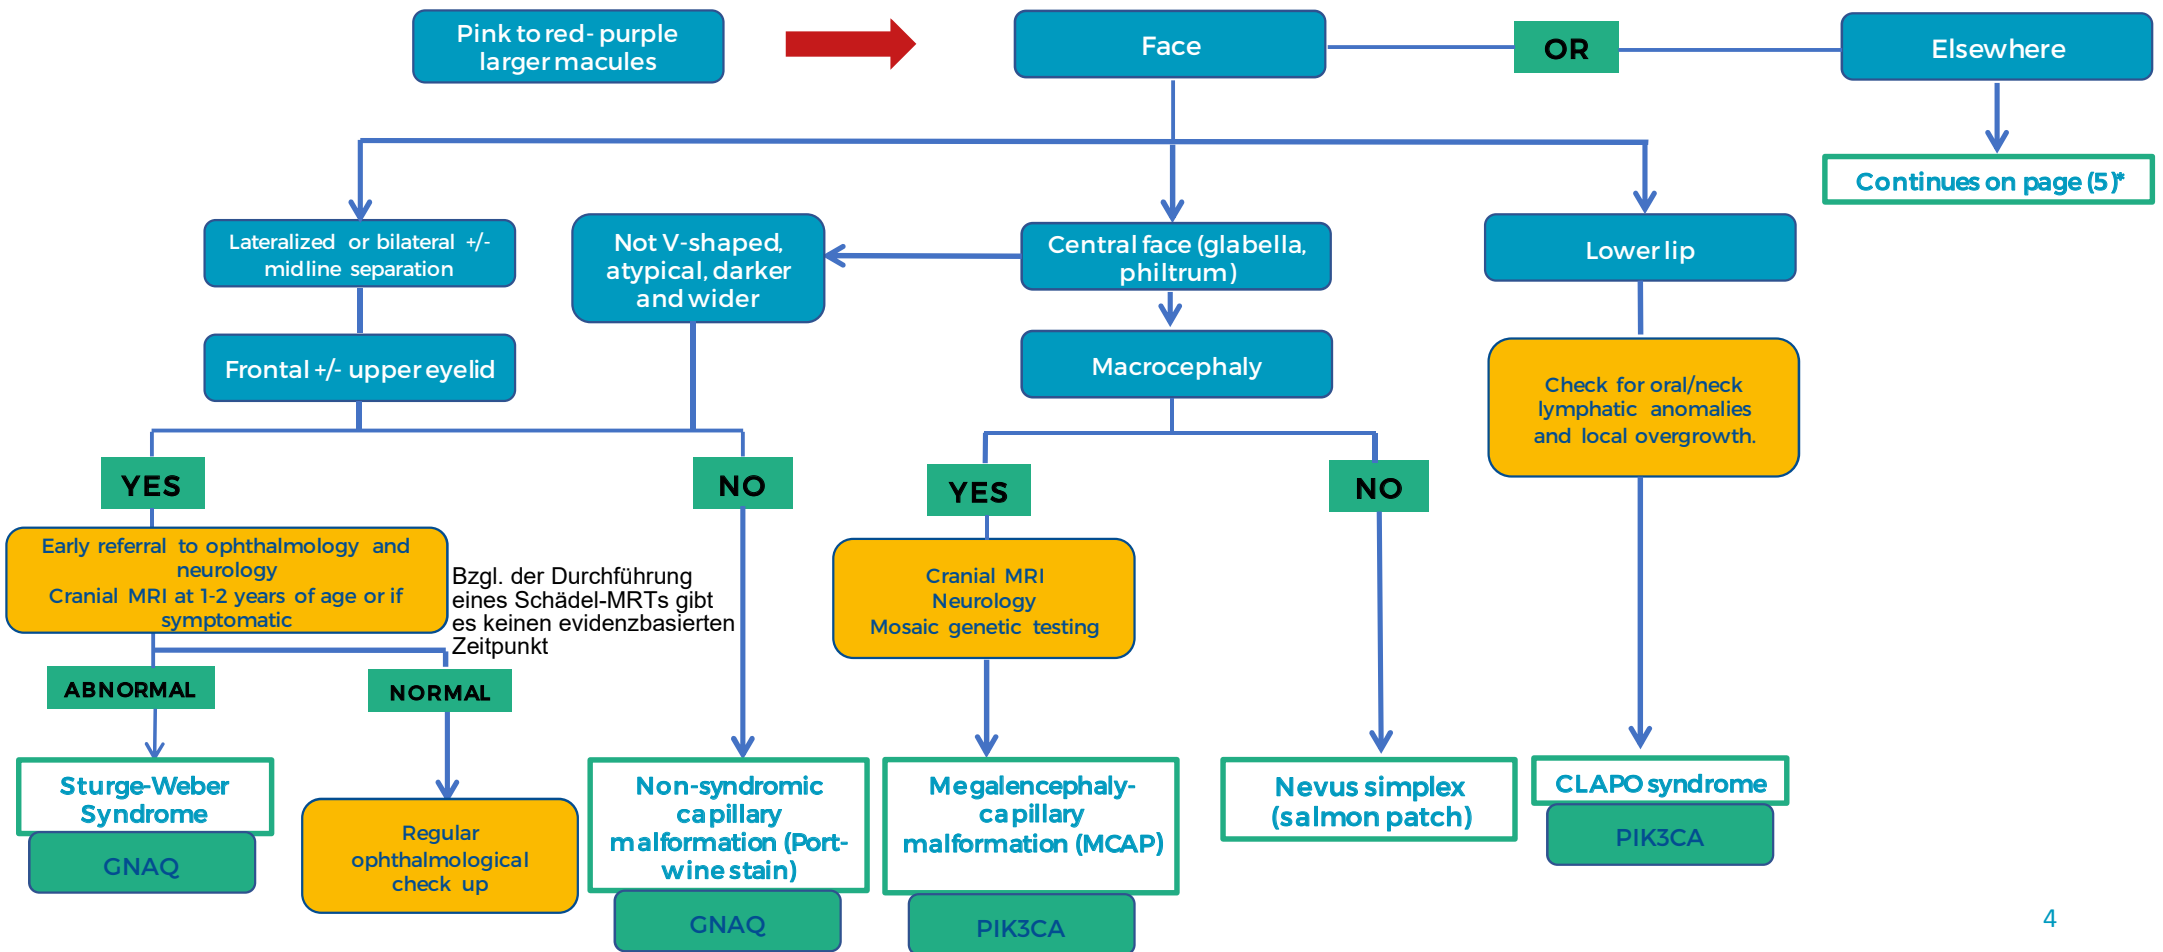 Pink to red- purple
larger macules
Face
OR
Elsewhere
Continues on page (5)*
Lateralized or bilateral +/-
midline separation
Not V-shaped,
atypical, darker
and wider
Central face (glabella,
philtrum)
Lower lip
Frontal +/- upper eyelid
Macrocephaly
Check for oral/neck
lymphatic anomalies
and local overgrowth.
YES
NO
YES
NO
Early referral to ophthalmology and
neurology
Cranial MRI at 1-2 years of age or if
symptomatic
Bzgl. der Durchführung
eines Schädel-MRTs gibt
es keinen evidenzbasierten
Zeitpunkt
Cranial MRI
Neurology
Mosaic genetic testing
ABNORMAL
NORMAL
Sturge-Weber
Syndrome
GNAQ
Regular
ophthalmological
check up
Non-syndromic
capillary
malformation (Port-
wine stain)
GNAQ
Megalencephaly-
capillary
malformation (MCAP)
PIK3CA
Nevus simplex
(salmon patch)
CLAPO syndrome
PIK3CA
4